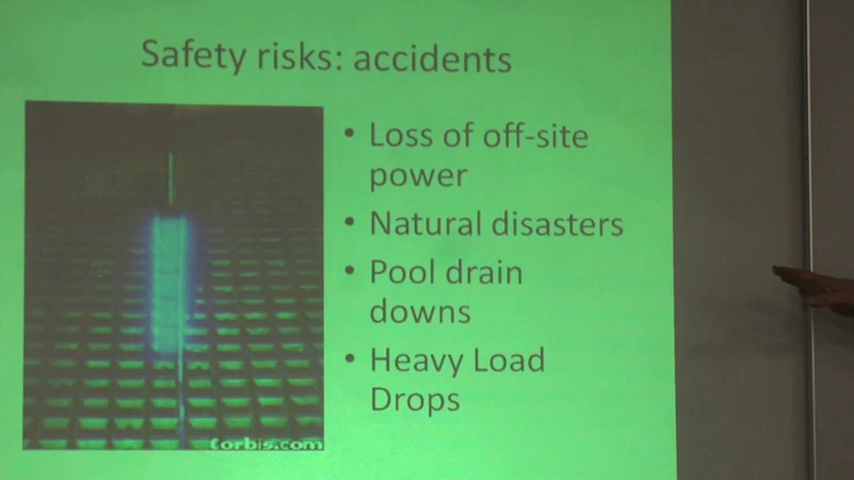 Safety risks: accidents
• Loss of off-site
power
• Natural disasters
• Pool drain
downs
• Heavy Load
Drops
Corbis.com